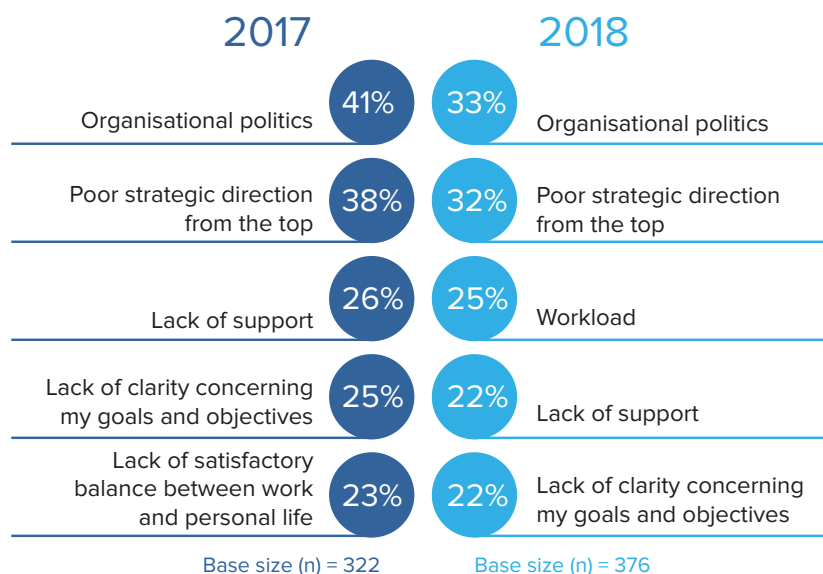 2017
41%
Organisational politics
38%
Poor strategic direction
from the top
26%
Lack of support
25%
Lack of clarity concerning
my goals and objectives
23%
Lack of satisfactory
balance between work
and personal life
Base size (n) = 322
2018
33%
Organisational politics
32%
Poor strategic direction
from the top
25%
Workload
22%
Lack of support
22%
Lack of clarity concerning
my goals and objectives
Base size (n) = 376